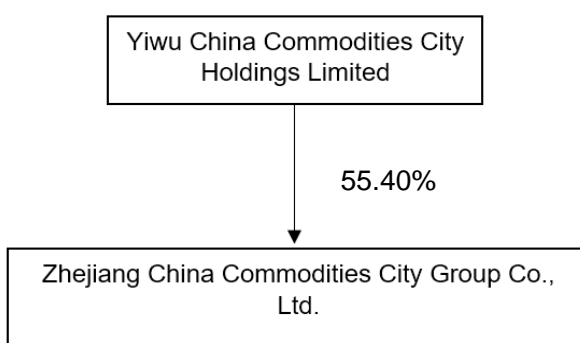 Yiwu China Commodities City
Holdings Limited
55.40%
Zhejiang China Commodities City Group Co.,
Ltd.